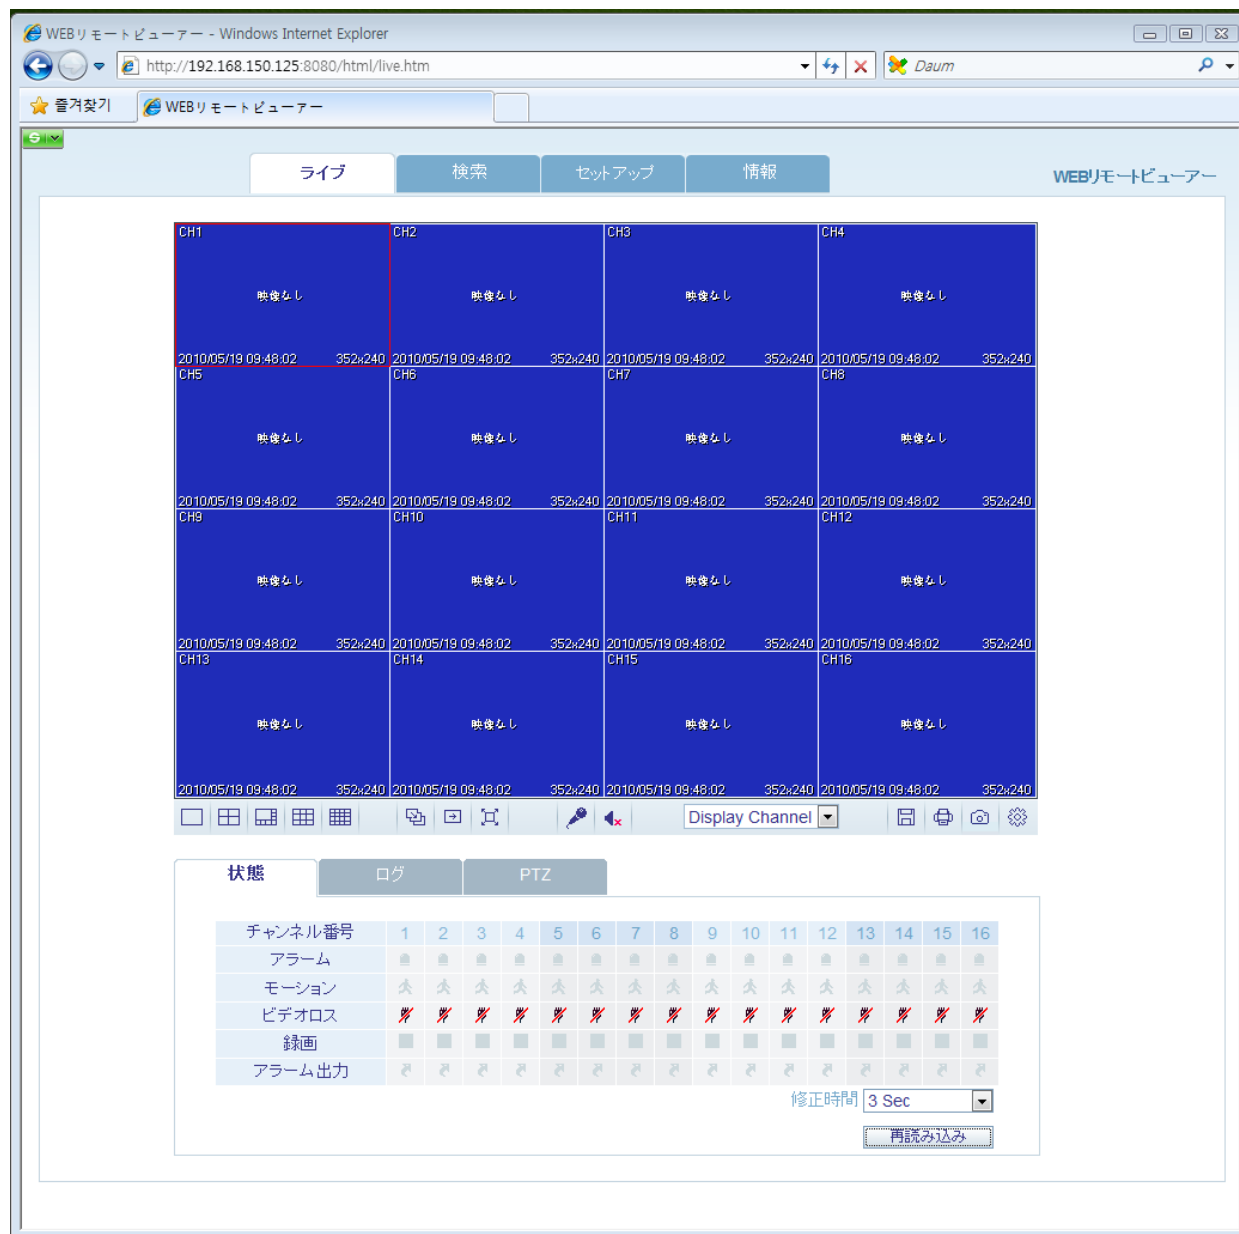 WEBリモートビューアー - Windows Internet Explorer
http://192.168.150.125:8080/html/live.htm
Daum
즐겨찾기
WEBリモートビューアー
ライブ 検索 セットアップ 情報
WEBリモートビューアー
CH1 CH2 CH3 CH4
映像なし 映像なし 映像なし 映像なし
2010/05/19 09:48:02 352x240 2010/05/19 09:48:02 352x240 2010/05/19 09:48:02 352x240 2010/05/19 09:48:02 352x240
CH5 CH6 CH7 CH8
映像なし 映像なし 映像なし 映像なし
2010/05/19 09:48:02 352x240 2010/05/19 09:48:02 352x240 2010/05/19 09:48:02 352x240 2010/05/19 09:48:02 352x240
CH9 CH10 CH11 CH12
映像なし 映像なし 映像なし 映像なし
2010/05/19 09:48:02 352x240 2010/05/19 09:48:02 352x240 2010/05/19 09:48:02 352x240 2010/05/19 09:48:02 352x240
CH13 CH14 CH15 CH16
映像なし 映像なし 映像なし 映像なし
2010/05/19 09:48:02 352x240 2010/05/19 09:48:02 352x240 2010/05/19 09:48:02 352x240 2010/05/19 09:48:02 352x240
Display Channel
状態 ログ PTZ
チャンネル番号 1 2 3 4 5 6 7 8 9 10 11 12 13 14 15 16
アラーム
モーション
ビデオロス
録画
アラーム出力
修正時間 3 Sec
再読み込み